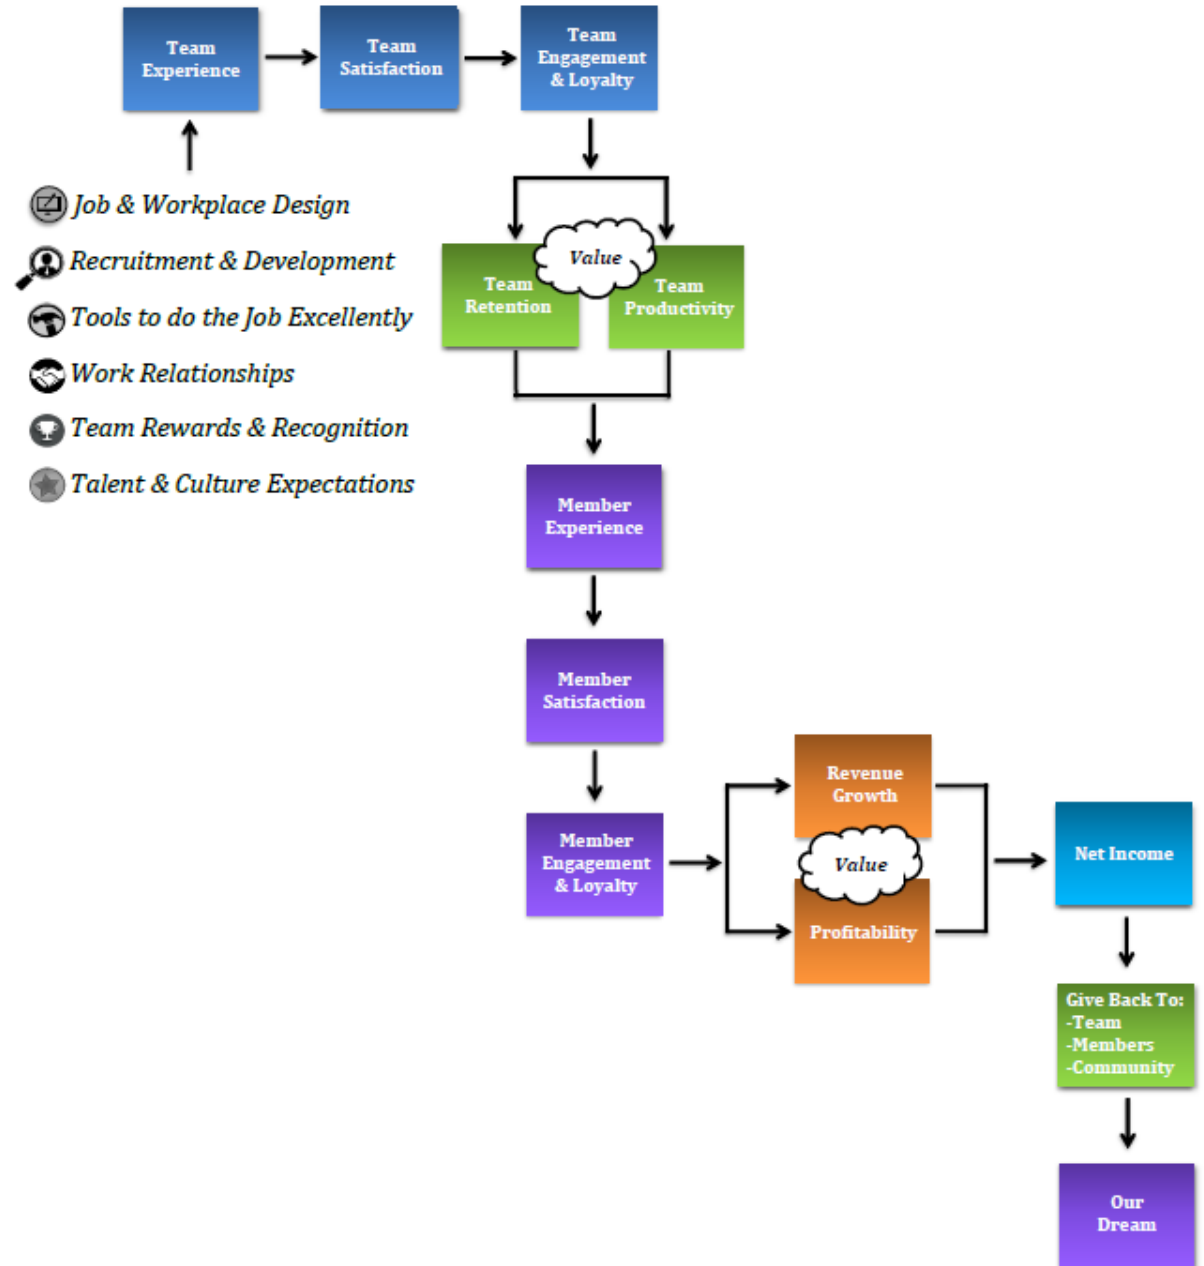 Team
Experience
Team
Satisfaction
Team
Engagement
& Loyalty
Job & Workplace Design
Recruitment & Development
Tools to do the Job Excellently
Work Relationships
Team Rewards & Recognition
Talent & Culture Expectations
Value
Team
Retention
Team
Productivity
Member
Experience
Member
Satisfaction
Member
Engagement
& Loyalty
Revenue
Growth
Value
Profitability
Net Income
Give Back To:
-Team
-Members
-Community
Our
Dream